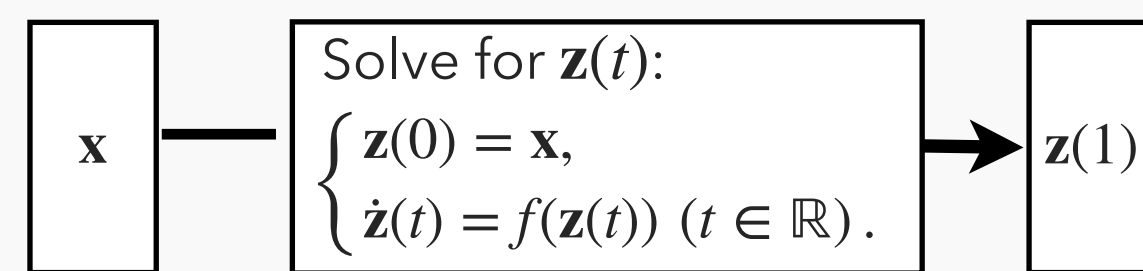 x
Solve for z(t):
z(0) = x,
ż(t) = f(z(t)) (t ∈ ℝ).
z(1)